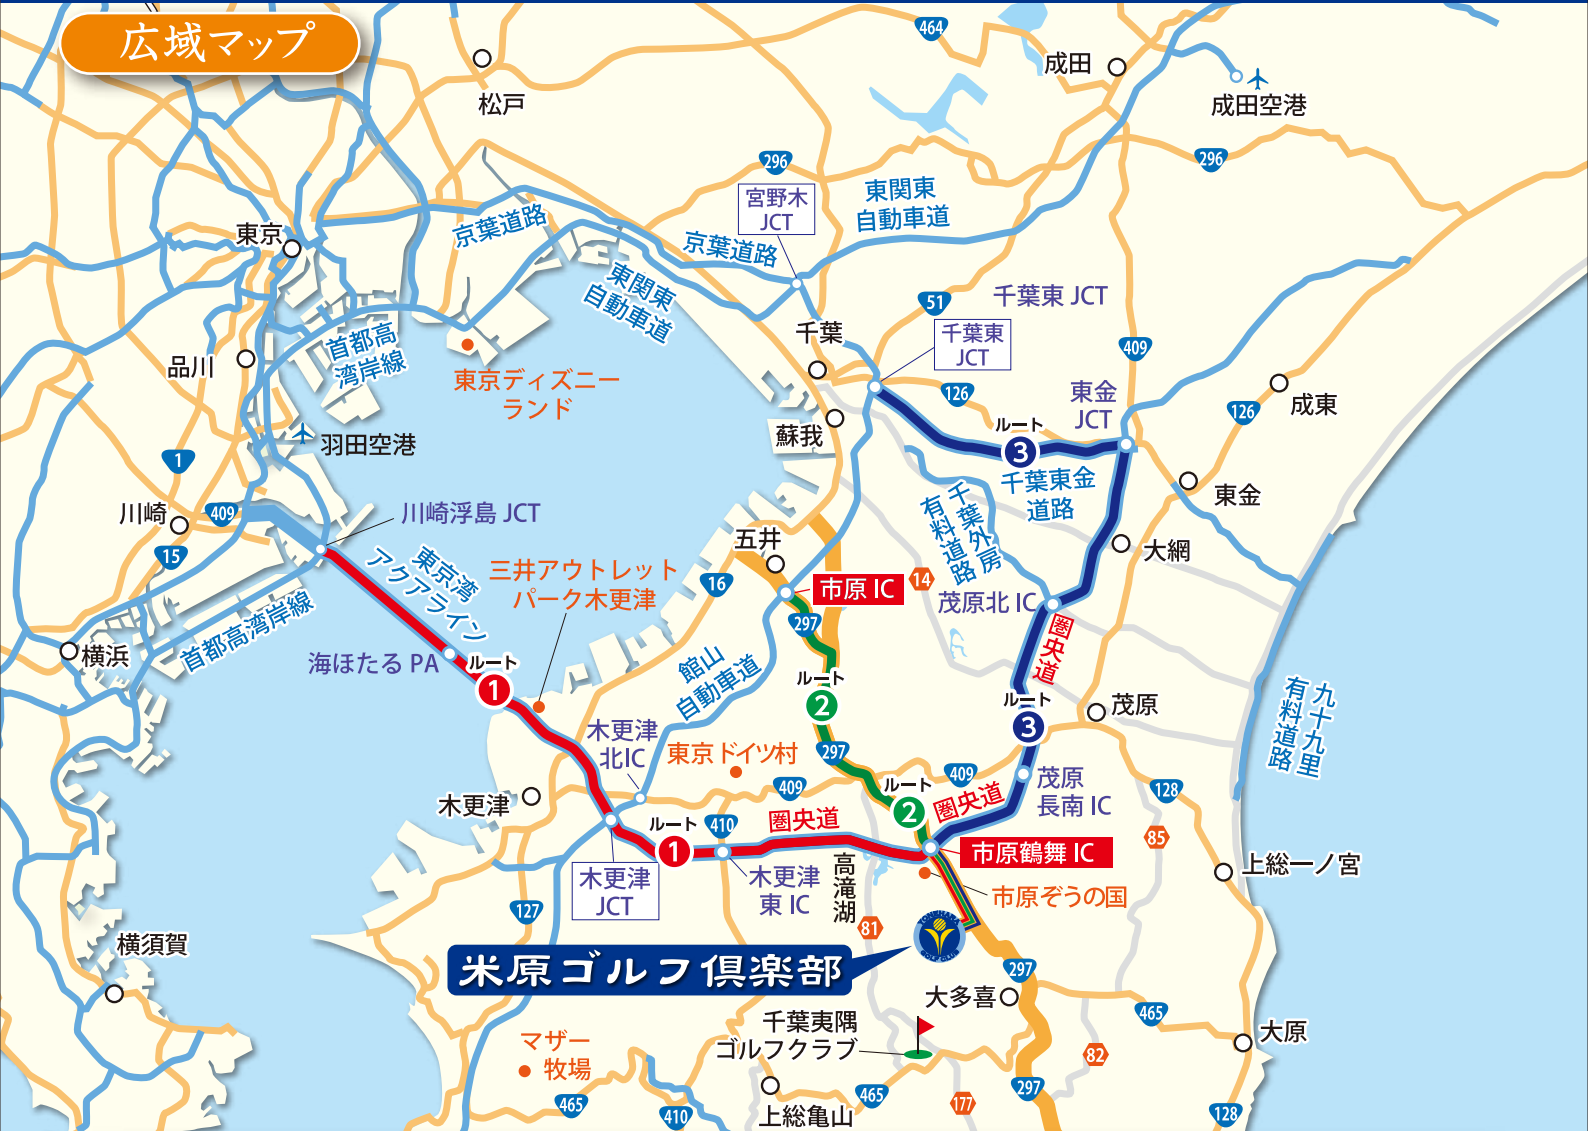 広域マップ
464
成田
成田空港
松戸
296
296
宮野木
JCT
東関東
自動車道
京葉道路
京葉道路
東京
東関東
自動車道
首都高
湾岸線
51
千葉東 JCT
千葉
千葉東
JCT
409
品川
東京ディズニー
ランド
126
東金
JCT
成東
126
蘇我
ルート
3
羽田空港
1
千葉東金
道路
東金
千葉外房
有料道路
川崎
409
川崎浮島 JCT
15
東京湾
アクアライン
五井
大網
三井アウトレット
パーク木更津
16
市原 IC
14
茂原北 IC
297
首都高湾岸線
横浜
海ほたる PA
ルート
1
館山
自動車道
圏央道
ルート
2
ルート
3
茂原
九十九里
有料道路
木更津
北IC
東京ドイツ村
297
409
409
茂原
長南 IC
128
木更津
ルート
2
圏央道
ルート
1
410
圏央道
85
市原鶴舞 IC
上総一ノ宮
木更津
JCT
木更津
東 IC
高滝湖
市原ぞうの国
127
81
横須賀
米原ゴルフ倶楽部
297
大多喜
465
大原
千葉夷隅
ゴルフクラブ
マザー
牧場
82
465
410
上総亀山
465
177
297
128